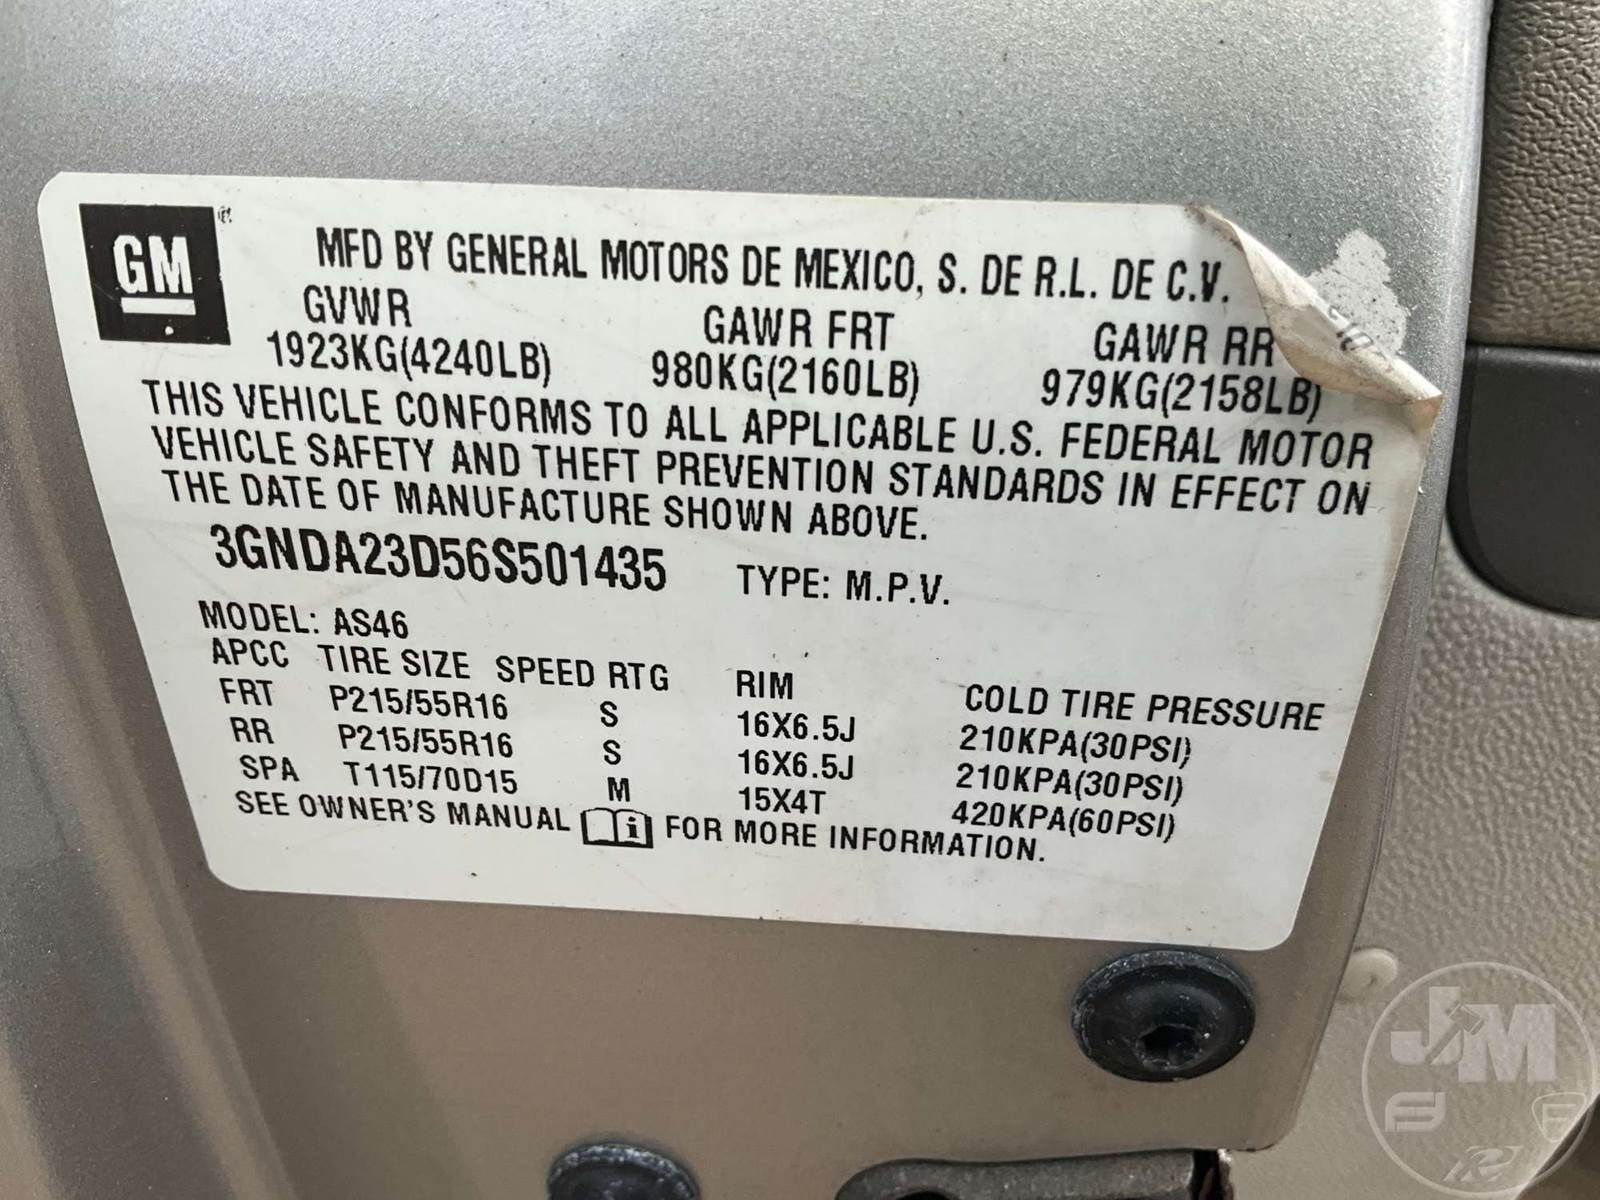 GM
MFD BY GENERAL MOTORS DE MEXICO, S. DE R.L. DE C.V.
GVWR GAWR FRT GAWR RR
1923KG(4240LB) 980KG(2160LB) 979KG(2158LB)
THIS VEHICLE CONFORMS TO ALL APPLICABLE U.S. FEDERAL MOTOR
VEHICLE SAFETY AND THEFT PREVENTION STANDARDS IN EFFECT ON
THE DATE OF MANUFACTURE SHOWN ABOVE.
3GNDA23D56S501435 TYPE: M.P.V.
MODEL: AS46
APCC TIRE SIZE SPEED RTG RIM COLD TIRE PRESSURE
FRT P215/55R16 S 16X6.5J 210KPA(30PSI)
RR P215/55R16 S 16X6.5J 210KPA(30PSI)
SPA T115/70D15 M 15X4T 420KPA(60PSI)
SEE OWNER'S MANUAL FOR MORE INFORMATION.
JM